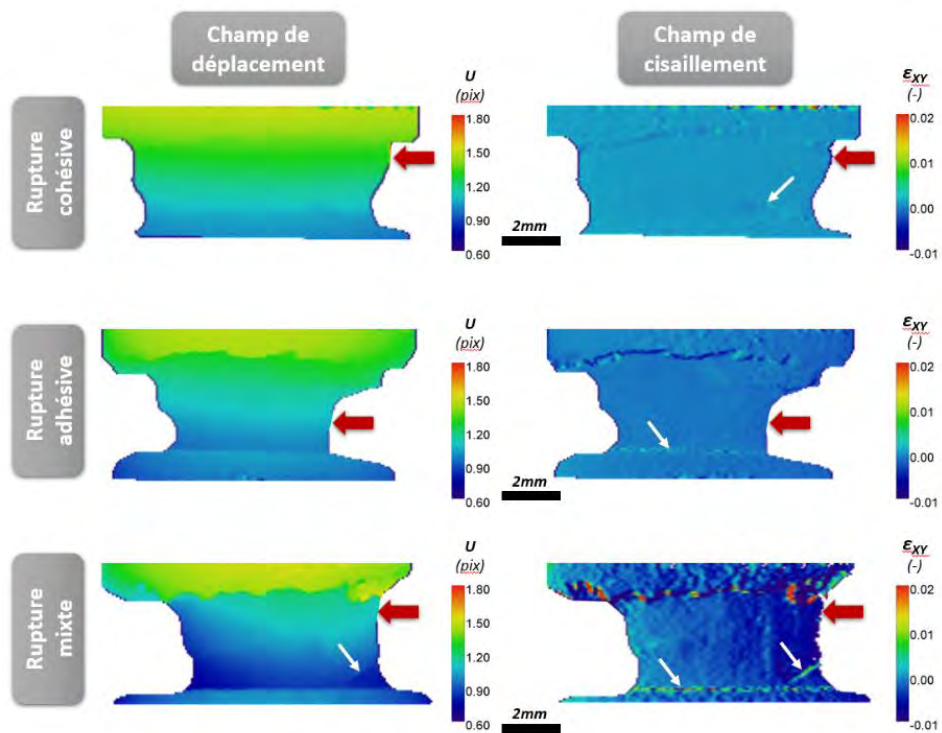 Champ de
déplacement
Champ de
cisaillement
Rupture
cohésive
U
(pix)
1.80
1.50
1.20
0.90
0.60
2mm
εXY
(-)
0.02
0.01
0.00
-0.01
Rupture
adhésive
U
(pix)
1.80
1.50
1.20
0.90
0.60
2mm
εXY
(-)
0.02
0.01
0.00
-0.01
Rupture
mixte
U
(pix)
1.80
1.50
1.20
0.90
0.60
2mm
εXY
(-)
0.02
0.01
0.00
-0.01